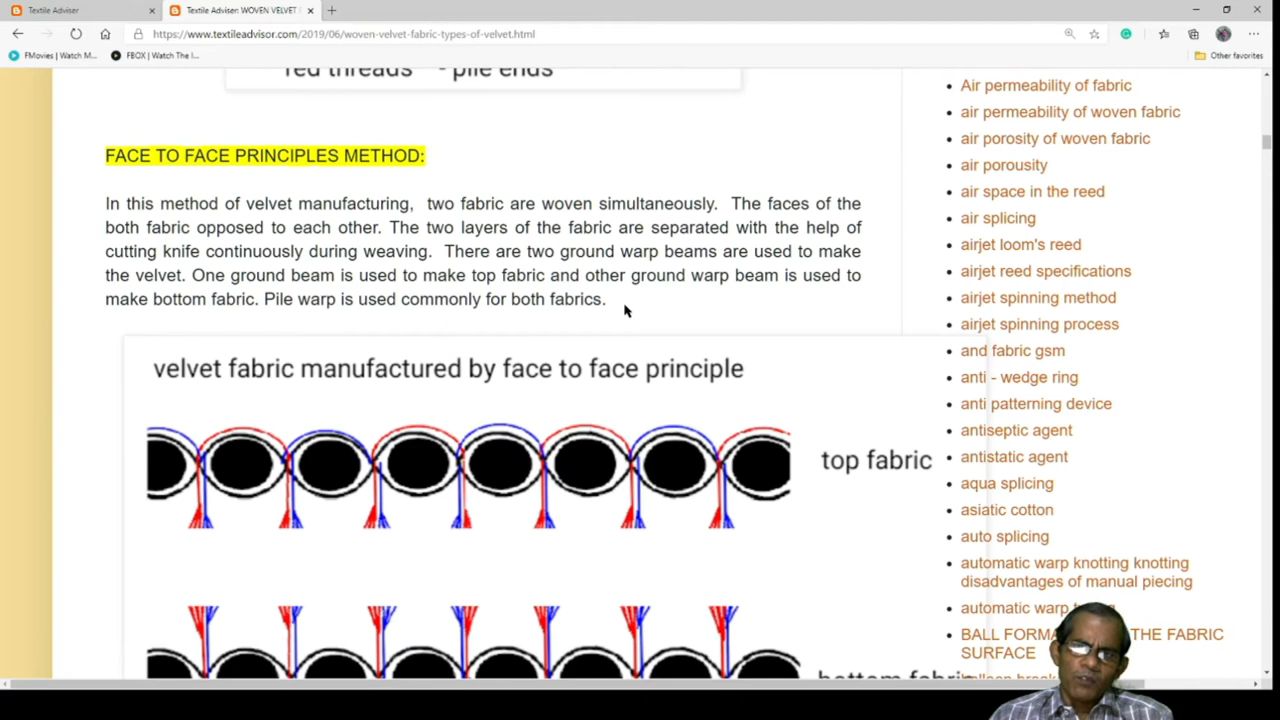 Textile Adviser
Textile Adviser: WOVEN VELVET
https://www.textileadvisor.com/2019/06/woven-velvet-fabric-types-of-velvet.html
FMovies | Watch M...
FBOX | Watch The I...
Other favorites
red threads - pile ends
FACE TO FACE PRINCIPLES METHOD:
In this method of velvet manufacturing, two fabric are woven simultaneously. The faces of the
both fabric opposed to each other. The two layers of the fabric are separated with the help of
cutting knife continuously during weaving. There are two ground warp beams are used to make
the velvet. One ground beam is used to make top fabric and other ground warp beam is used to
make bottom fabric. Pile warp is used commonly for both fabrics.
velvet fabric manufactured by face to face principle
top fabric
bottom fabric
Air permeability of fabric
air permeability of woven fabric
air porosity of woven fabric
air porousity
air space in the reed
air splicing
airjet loom's reed
airjet reed specifications
airjet spinning method
airjet spinning process
and fabric gsm
anti - wedge ring
anti patterning device
antiseptic agent
antistatic agent
aqua splicing
asiatic cotton
auto splicing
automatic warp knotting knotting
disadvantages of manual piecing
automatic warp
BALL THE FABRIC
SURFACE